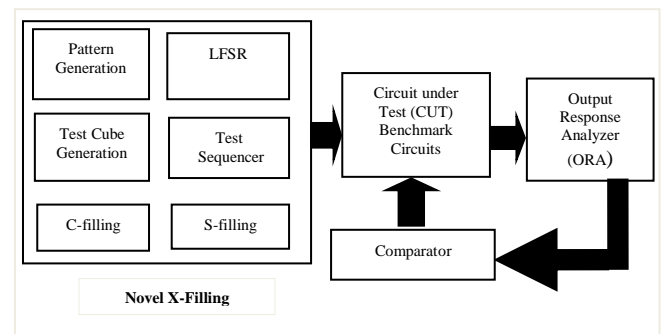 Pattern
Generation
LFSR
Test Cube
Generation
Test
Sequencer
C-filling
S-filling
Novel X-Filling
Circuit under
Test (CUT)
Benchmark
Circuits
Output
Response
Analyzer
(ORA)
Comparator